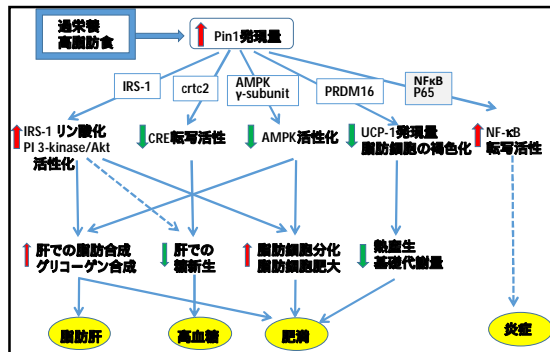 過栄養
高脂肪食
Pin1発現量
IRS-1
crtc2
AMPK
γ-subunit
PRDM16
NFκB
P65
IRS-1 リン酸化
PI 3-kinase/Akt
活性化
CRE転写活性
AMPK活性化
UCP-1発現量
脂肪細胞の褐色化
NF-κB
転写活性
肝での脂肪合成
グリコーゲン合成
肝での
糖新生
脂肪細胞分化
脂肪細胞肥大
熱産生
基礎代謝量
脂肪肝
高血糖
肥満
炎症